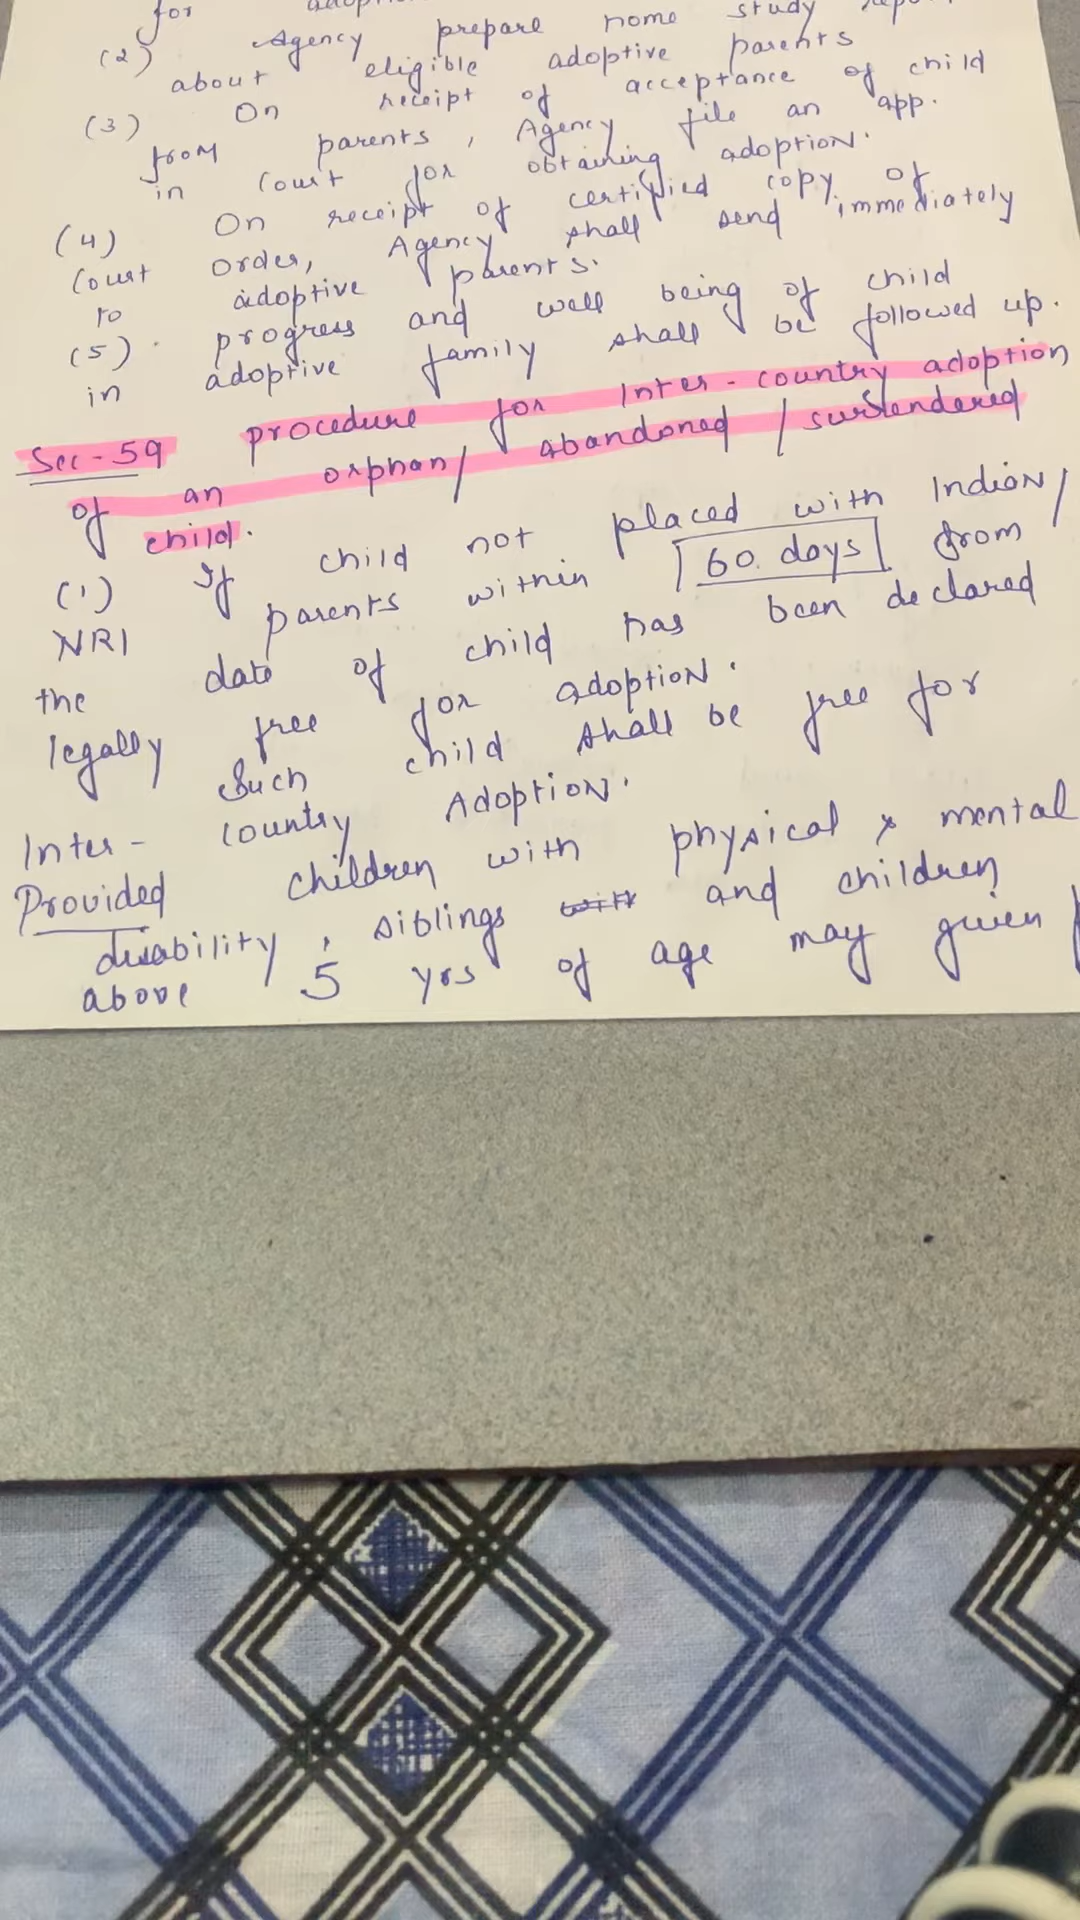 for
(2) Agency prepare home study
about eligible adoptive parents
(3) On receipt of acceptance of child
from parents, Agency file an app.
in Court for obtaining adoption.
(4) On receipt of certified copy of
Court order, Agency shall send immediately
to adoptive parents.
(5) progress and well being of child
in adoptive family shall be followed up.
Sec-59 procedure for Inter-country adoption
of an orphan/ abandoned / surrendered
child.
(1) If child not placed with Indian/
NRI parents within 60 days from
the date of child has been declared
legally free for adoption.
Such child shall be free for
Inter-country Adoption.
Provided children with physical & mental
disability, siblings and children
above 5 yrs of age may given